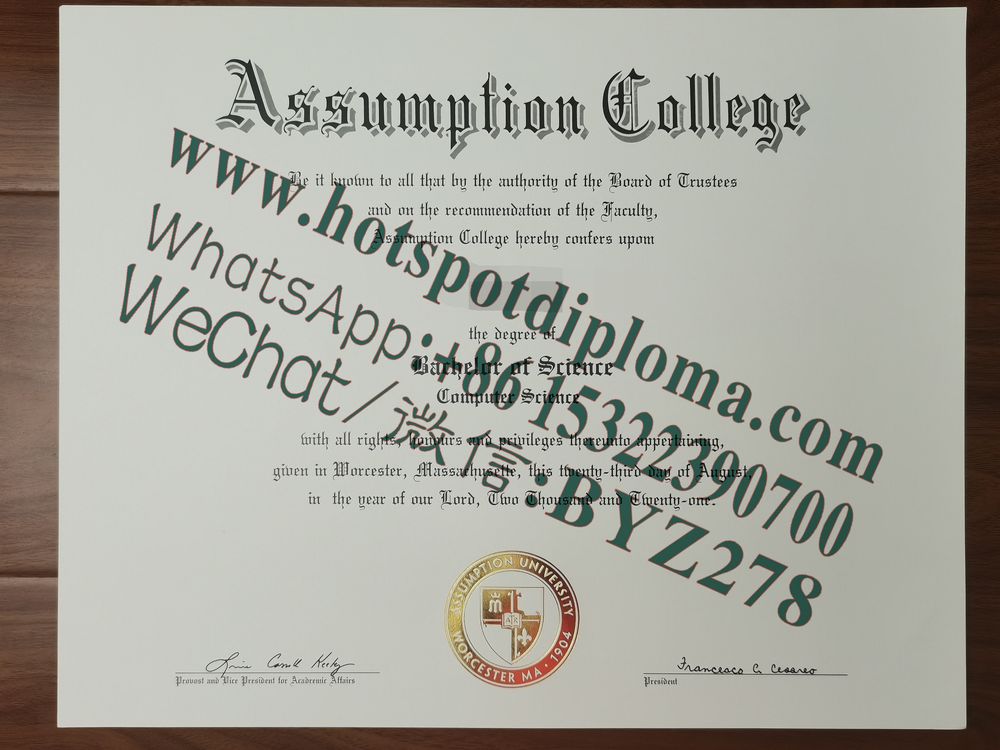 Assumption College
Be it known to all that by the authority of the Board of Trustees
and on the recommendation of the Faculty,
Assumption College hereby confers upom
the degree of
Bachelor of Science
Computer Science
with all rights, honours and privileges thereunto appertaining,
given in Worcester, Massachusette, this twenty-third day of August,
in the year of our Lord, Two Thousand and Twenty-one.
www.hotspotdiploma.com
WhatsApp:+86 15322390700
WeChat/微信:BYZ278
ASSUMPTION UNIVERSITY
WORCESTER MA · 1904
Provost and Vice President for Academic Affairs
Francesco C. Cesareo
President